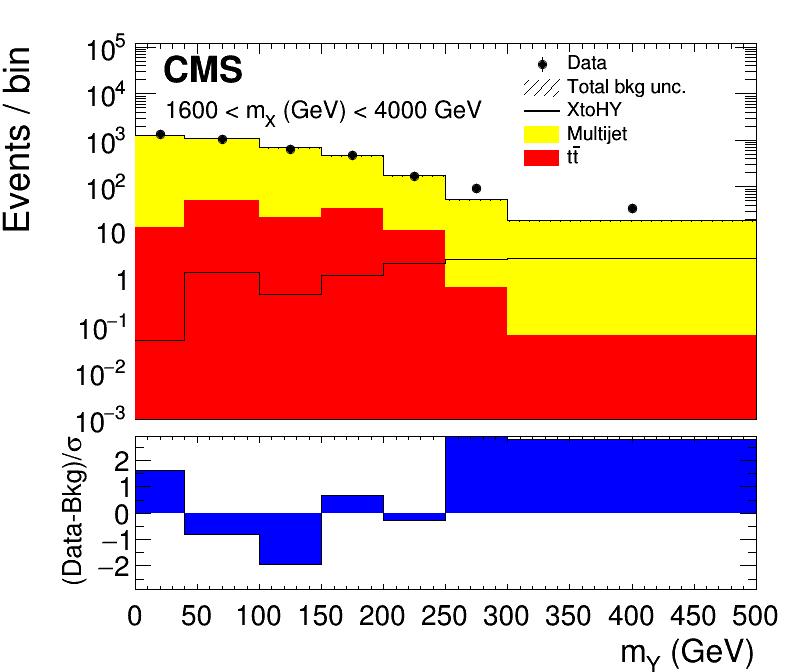 CMS
1600 < m_X (GeV) < 4000 GeV
Data
Total bkg unc.
XtoHY
Multijet
tt̄
Events / bin
10^5
10^4
10^3
10^2
10
1
10^−1
10^−2
10^−3
(Data-Bkg)/σ
2
1
0
−1
−2
0 50 100 150 200 250 300 350 400 450 500
m_Y (GeV)